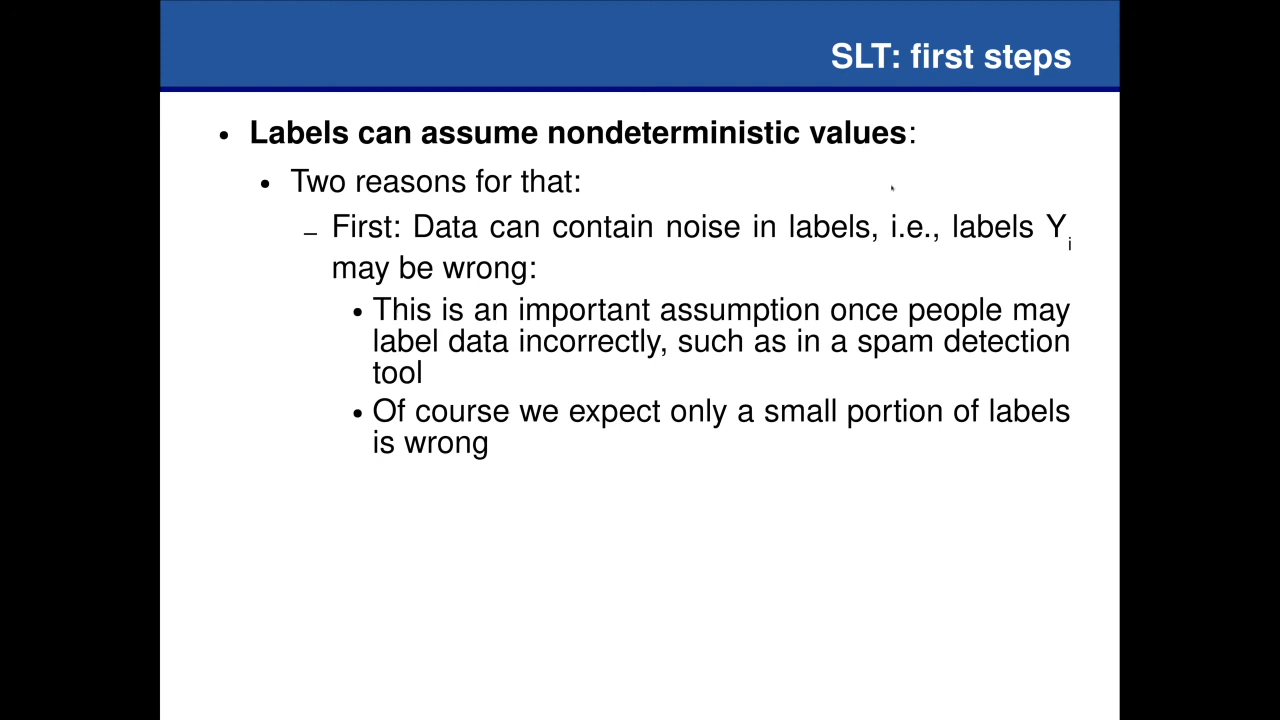 SLT: first steps
• Labels can assume nondeterministic values:
• Two reasons for that:
– First: Data can contain noise in labels, i.e., labels Yi
may be wrong:
• This is an important assumption once people may
label data incorrectly, such as in a spam detection
tool
• Of course we expect only a small portion of labels
is wrong